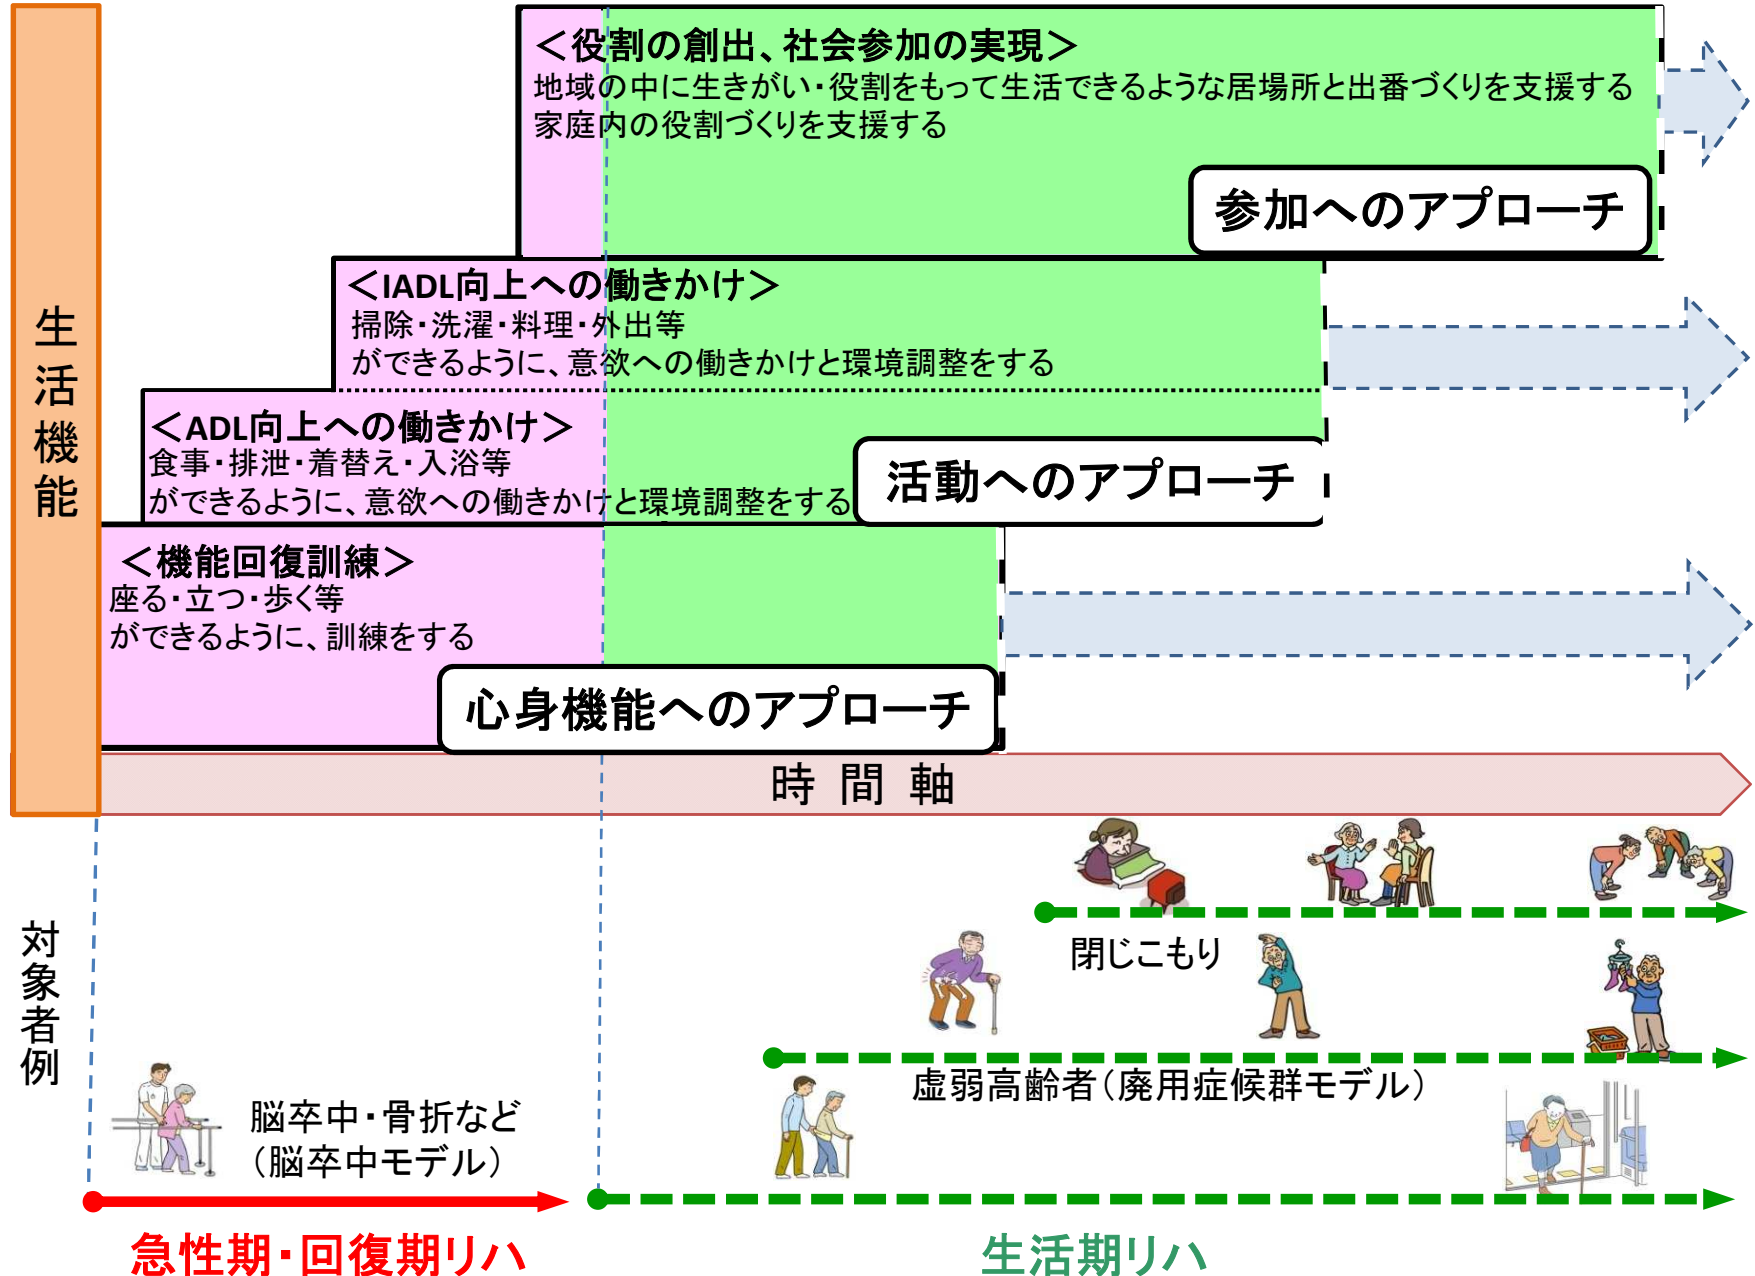 生活機能
＜役割の創出、社会参加の実現＞
地域の中に生きがい・役割をもって生活できるような居場所と出番づくりを支援する
家庭内の役割づくりを支援する
参加へのアプローチ
＜IADL向上への働きかけ＞
掃除・洗濯・料理・外出等
ができるように、意欲への働きかけと環境調整をする
＜ADL向上への働きかけ＞
食事・排泄・着替え・入浴等
ができるように、意欲への働きかけと環境調整をする
活動へのアプローチ
＜機能回復訓練＞
座る・立つ・歩く等
ができるように、訓練をする
心身機能へのアプローチ
時間軸
対象者例
閉じこもり
虚弱高齢者（廃用症候群モデル）
脳卒中・骨折など
（脳卒中モデル）
急性期・回復期リハ
生活期リハ